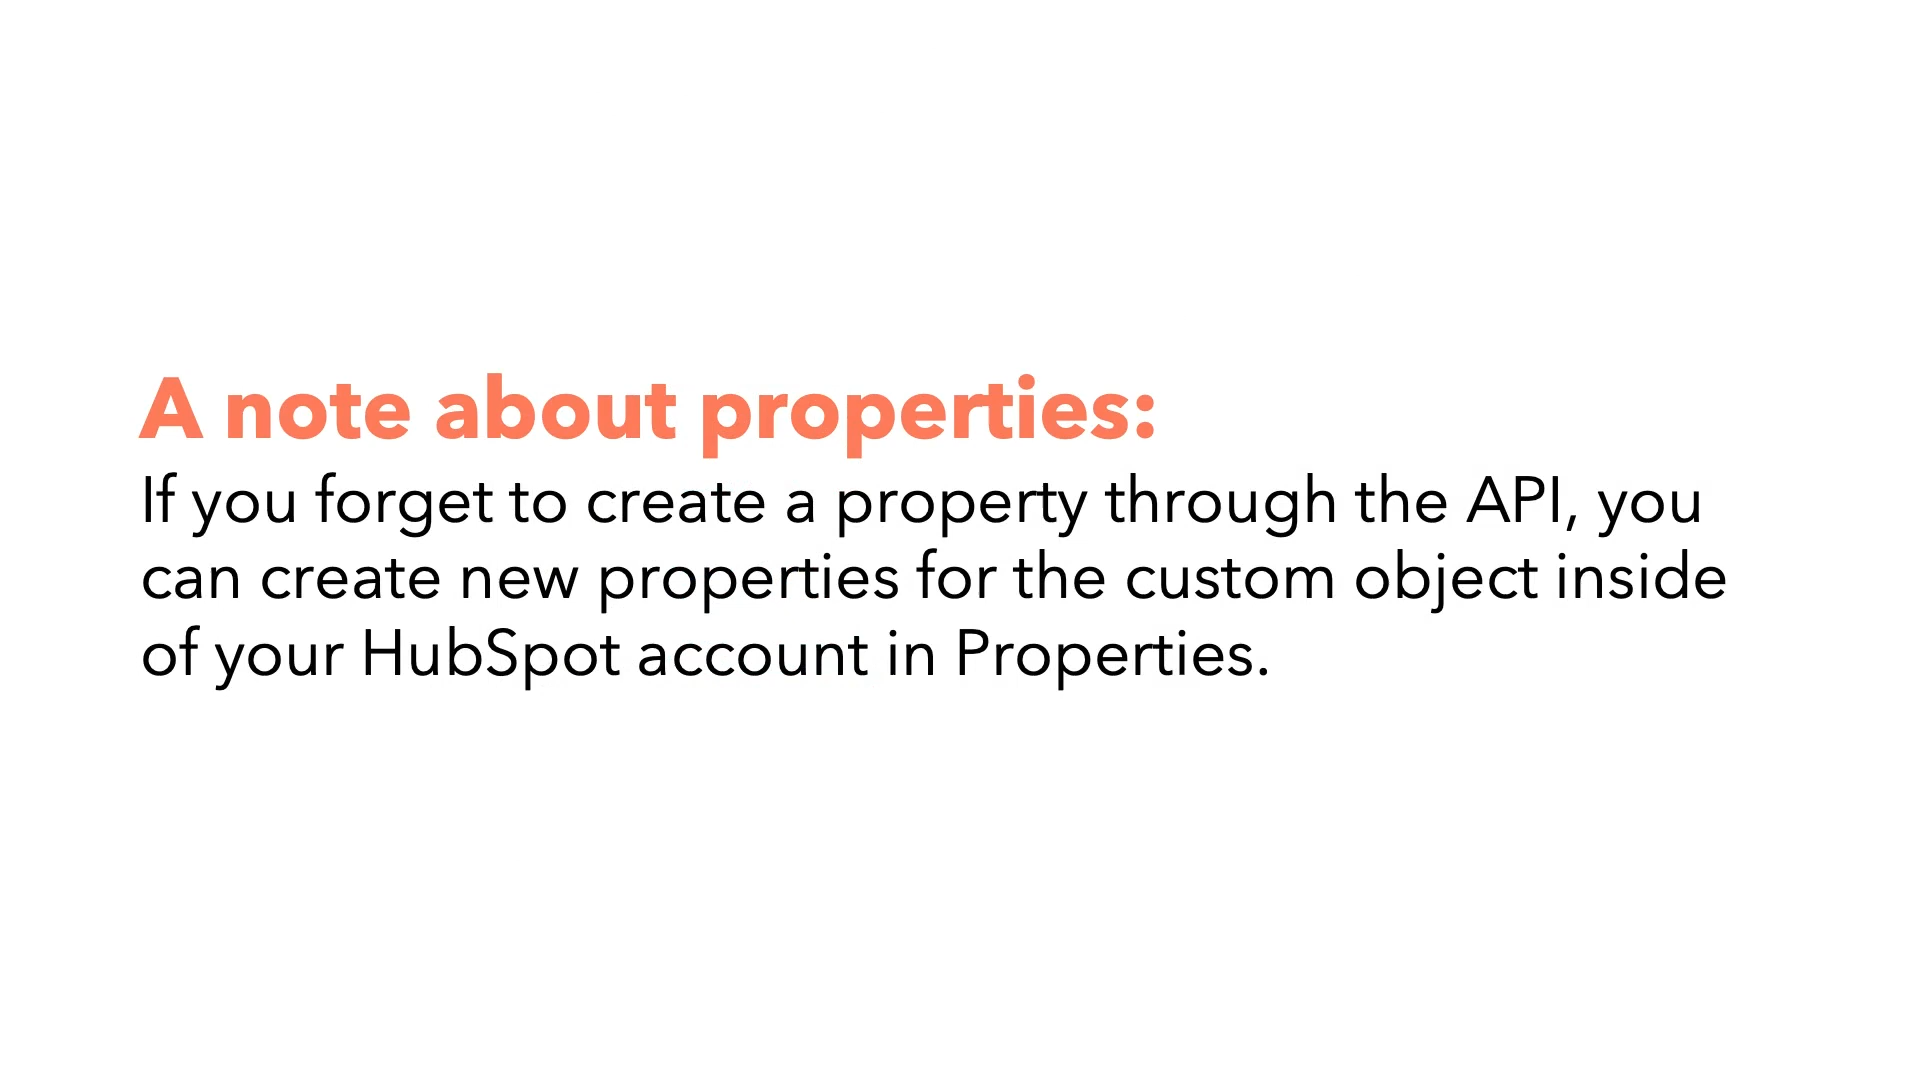 A note about properties:
If you forget to create a property through the API, you
can create new properties for the custom object inside
of your HubSpot account in Properties.